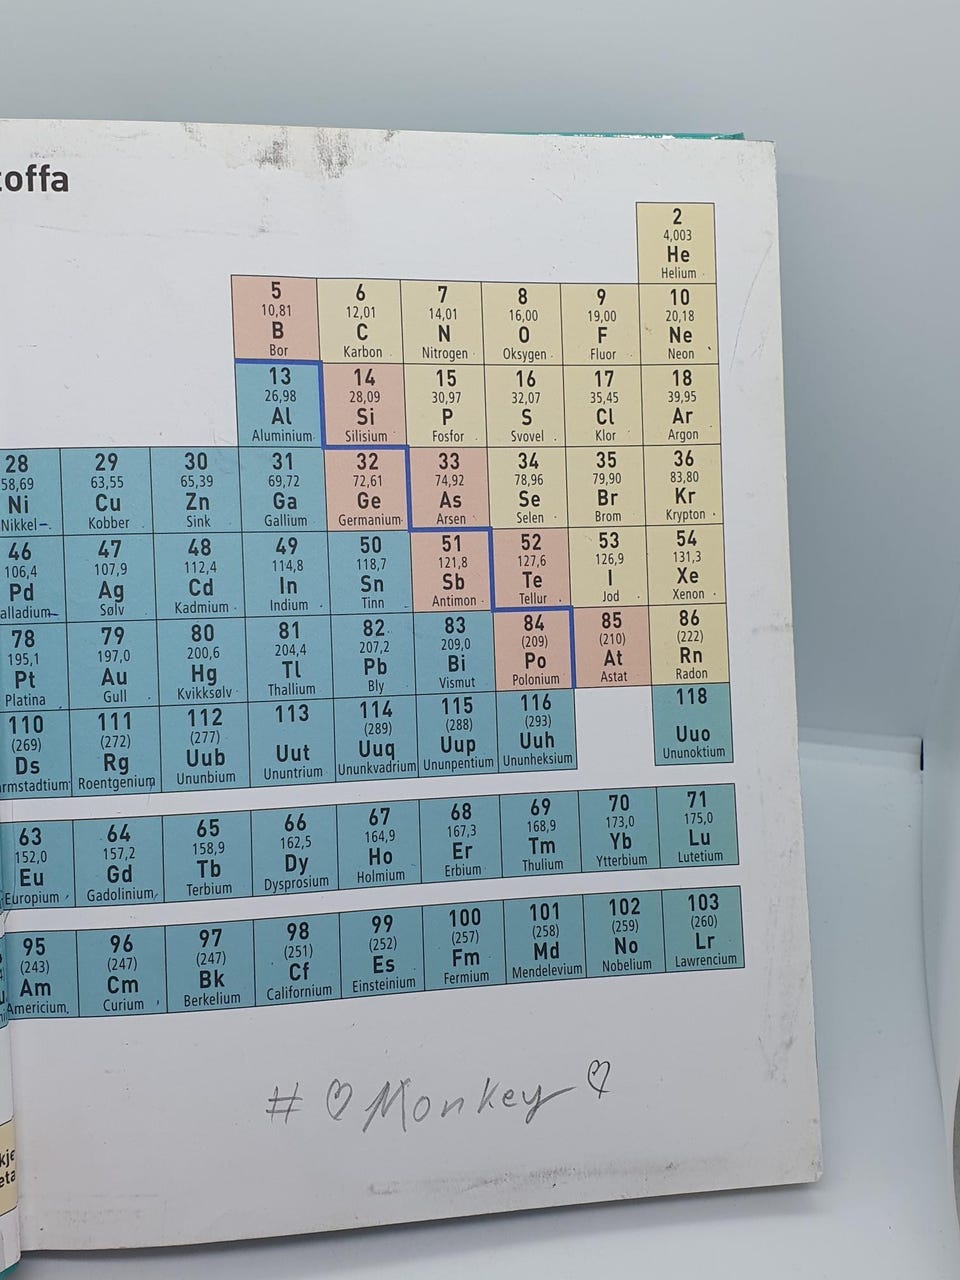 toffa
2
4,003
He
Helium
5 6 7 8 9 10
10,81 12,01 14,01 16,00 19,00 20,18
B C N O F Ne
Bor Karbon Nitrogen Oksygen Fluor Neon
13 14 15 16 17 18
26,98 28,09 30,97 32,07 35,45 39,95
Al Si P S Cl Ar
Aluminium Silisium Fosfor Svovel Klor Argon
28 29 30 31 32 33 34 35 36
58,69 63,55 65,39 69,72 72,61 74,92 78,96 79,90 83,80
Ni Cu Zn Ga Ge As Se Br Kr
Nikkel Kobber Sink Gallium Germanium Arsen Selen Brom Krypton
46 47 48 49 50 51 52 53 54
106,4 107,9 112,4 114,8 118,7 121,8 127,6 126,9 131,3
Pd Ag Cd In Sn Sb Te I Xe
alladium Sølv Kadmium Indium Tinn Antimon Tellur Jod Xenon
78 79 80 81 82 83 84 85 86
195,1 197,0 200,6 204,4 207,2 209,0 (209) (210) (222)
Pt Au Hg Tl Pb Bi Po At Rn
Platina Gull Kvikksølv Thallium Bly Vismut Polonium Astat Radon
110 111 112 113 114 115 116 118
(269) (272) (277) (289) (288) (293)
Ds Rg Uub Uut Uuq Uup Uuh Uuo
rmstadtium Roentgenium Ununbium Ununtrium Ununkvadrium Ununpentium Ununheksium Ununoktium
63 64 65 66 67 68 69 70 71
152,0 157,2 158,9 162,5 164,9 167,3 168,9 173,0 175,0
Eu Gd Tb Dy Ho Er Tm Yb Lu
Europium Gadolinium Terbium Dysprosium Holmium Erbium Thulium Ytterbium Lutetium
95 96 97 98 99 100 101 102 103
(243) (247) (247) (251) (252) (257) (258) (259) (260)
Am Cm Bk Cf Es Fm Md No Lr
Americium Curium Berkelium Californium Einsteinium Fermium Mendelevium Nobelium Lawrencium
# ♡ Monkey ♡
kje
eta